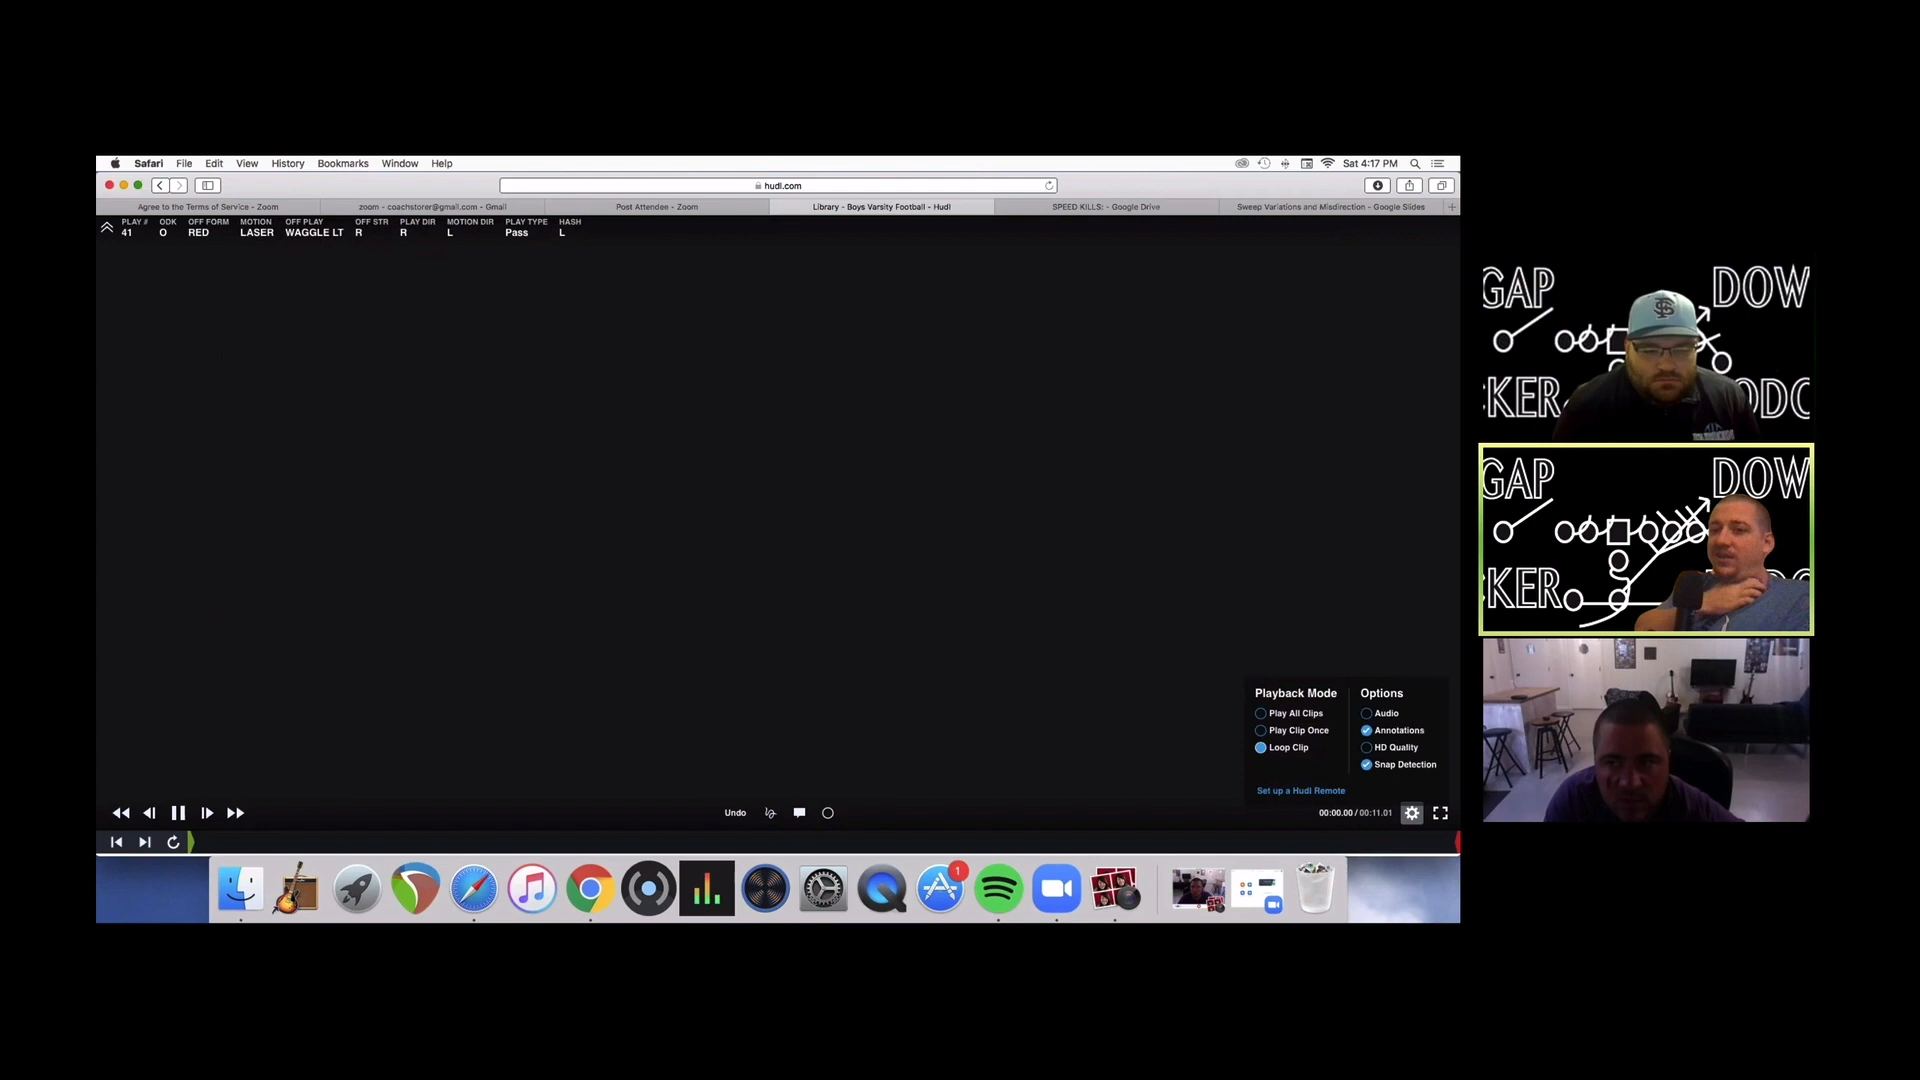 Safari File Edit View History Bookmarks Window Help Sat 4:17 PM
hudl.com
Agree to the Terms of Service - Zoom zoom - coachstorer@gmail.com - Gmail Post Attendee - Zoom Library - Boys Varsity Football - Hudl SPEED KILLS: - Google Drive Sweep Variations and Misdirection - Google Slides
PLAY # ODK OFF FORM MOTION OFF PLAY OFF STR PLAY DIR MOTION DIR PLAY TYPE HASH
41 O RED LASER WAGGLE LT R R L Pass L
GAP DOW
CKER ODC
GAP DOW
CKER
Playback Mode Options
Play All Clips Audio
Play Clip Once Annotations
Loop Clip HD Quality
Snap Detection
Set up a Hudl Remote
Undo 00:00.00 / 00:11.01
1